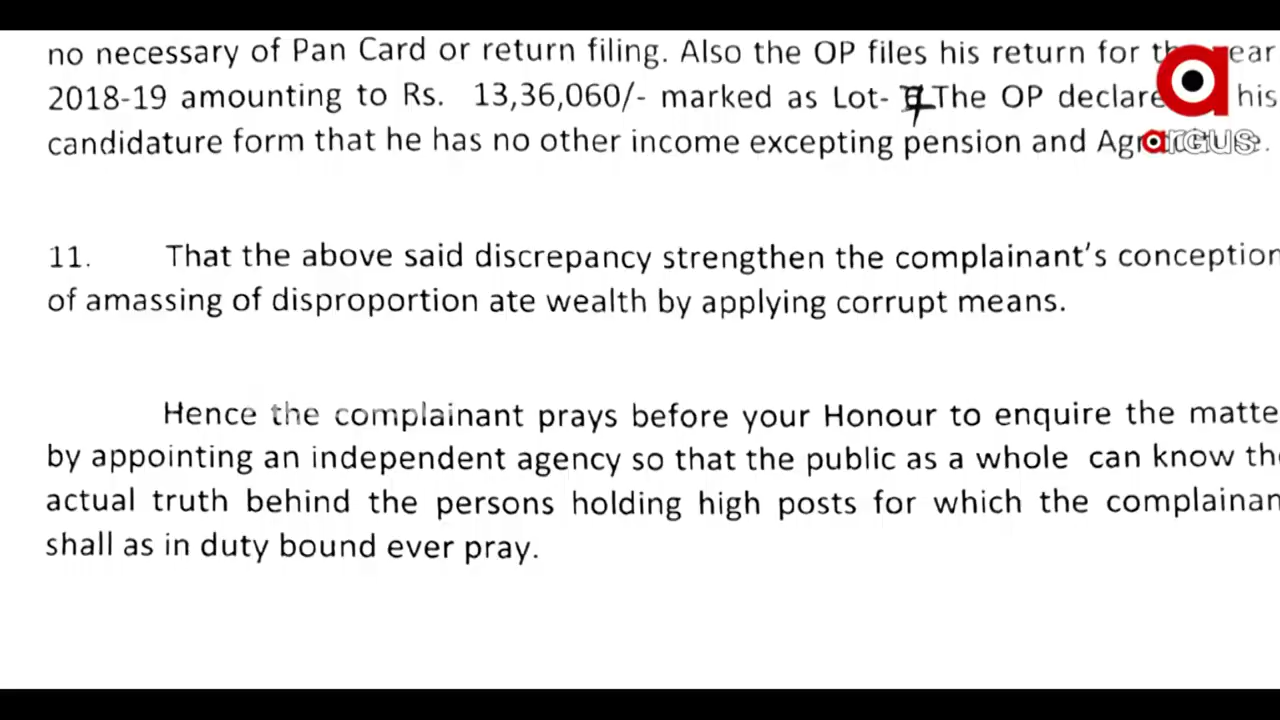 no necessary of Pan Card or return filing. Also the OP files his return for the year
2018-19 amounting to Rs. 13,36,060/- marked as Lot- The OP declare his
candidature form that he has no other income excepting pension and
argus
11. That the above said discrepancy strengthen the complainant's conception
of amassing of disproportion ate wealth by applying corrupt means.
Hence the complainant prays before your Honour to enquire the matte
by appointing an independent agency so that the public as a whole can know the
actual truth behind the persons holding high posts for which the complainan
shall as in duty bound ever pray.